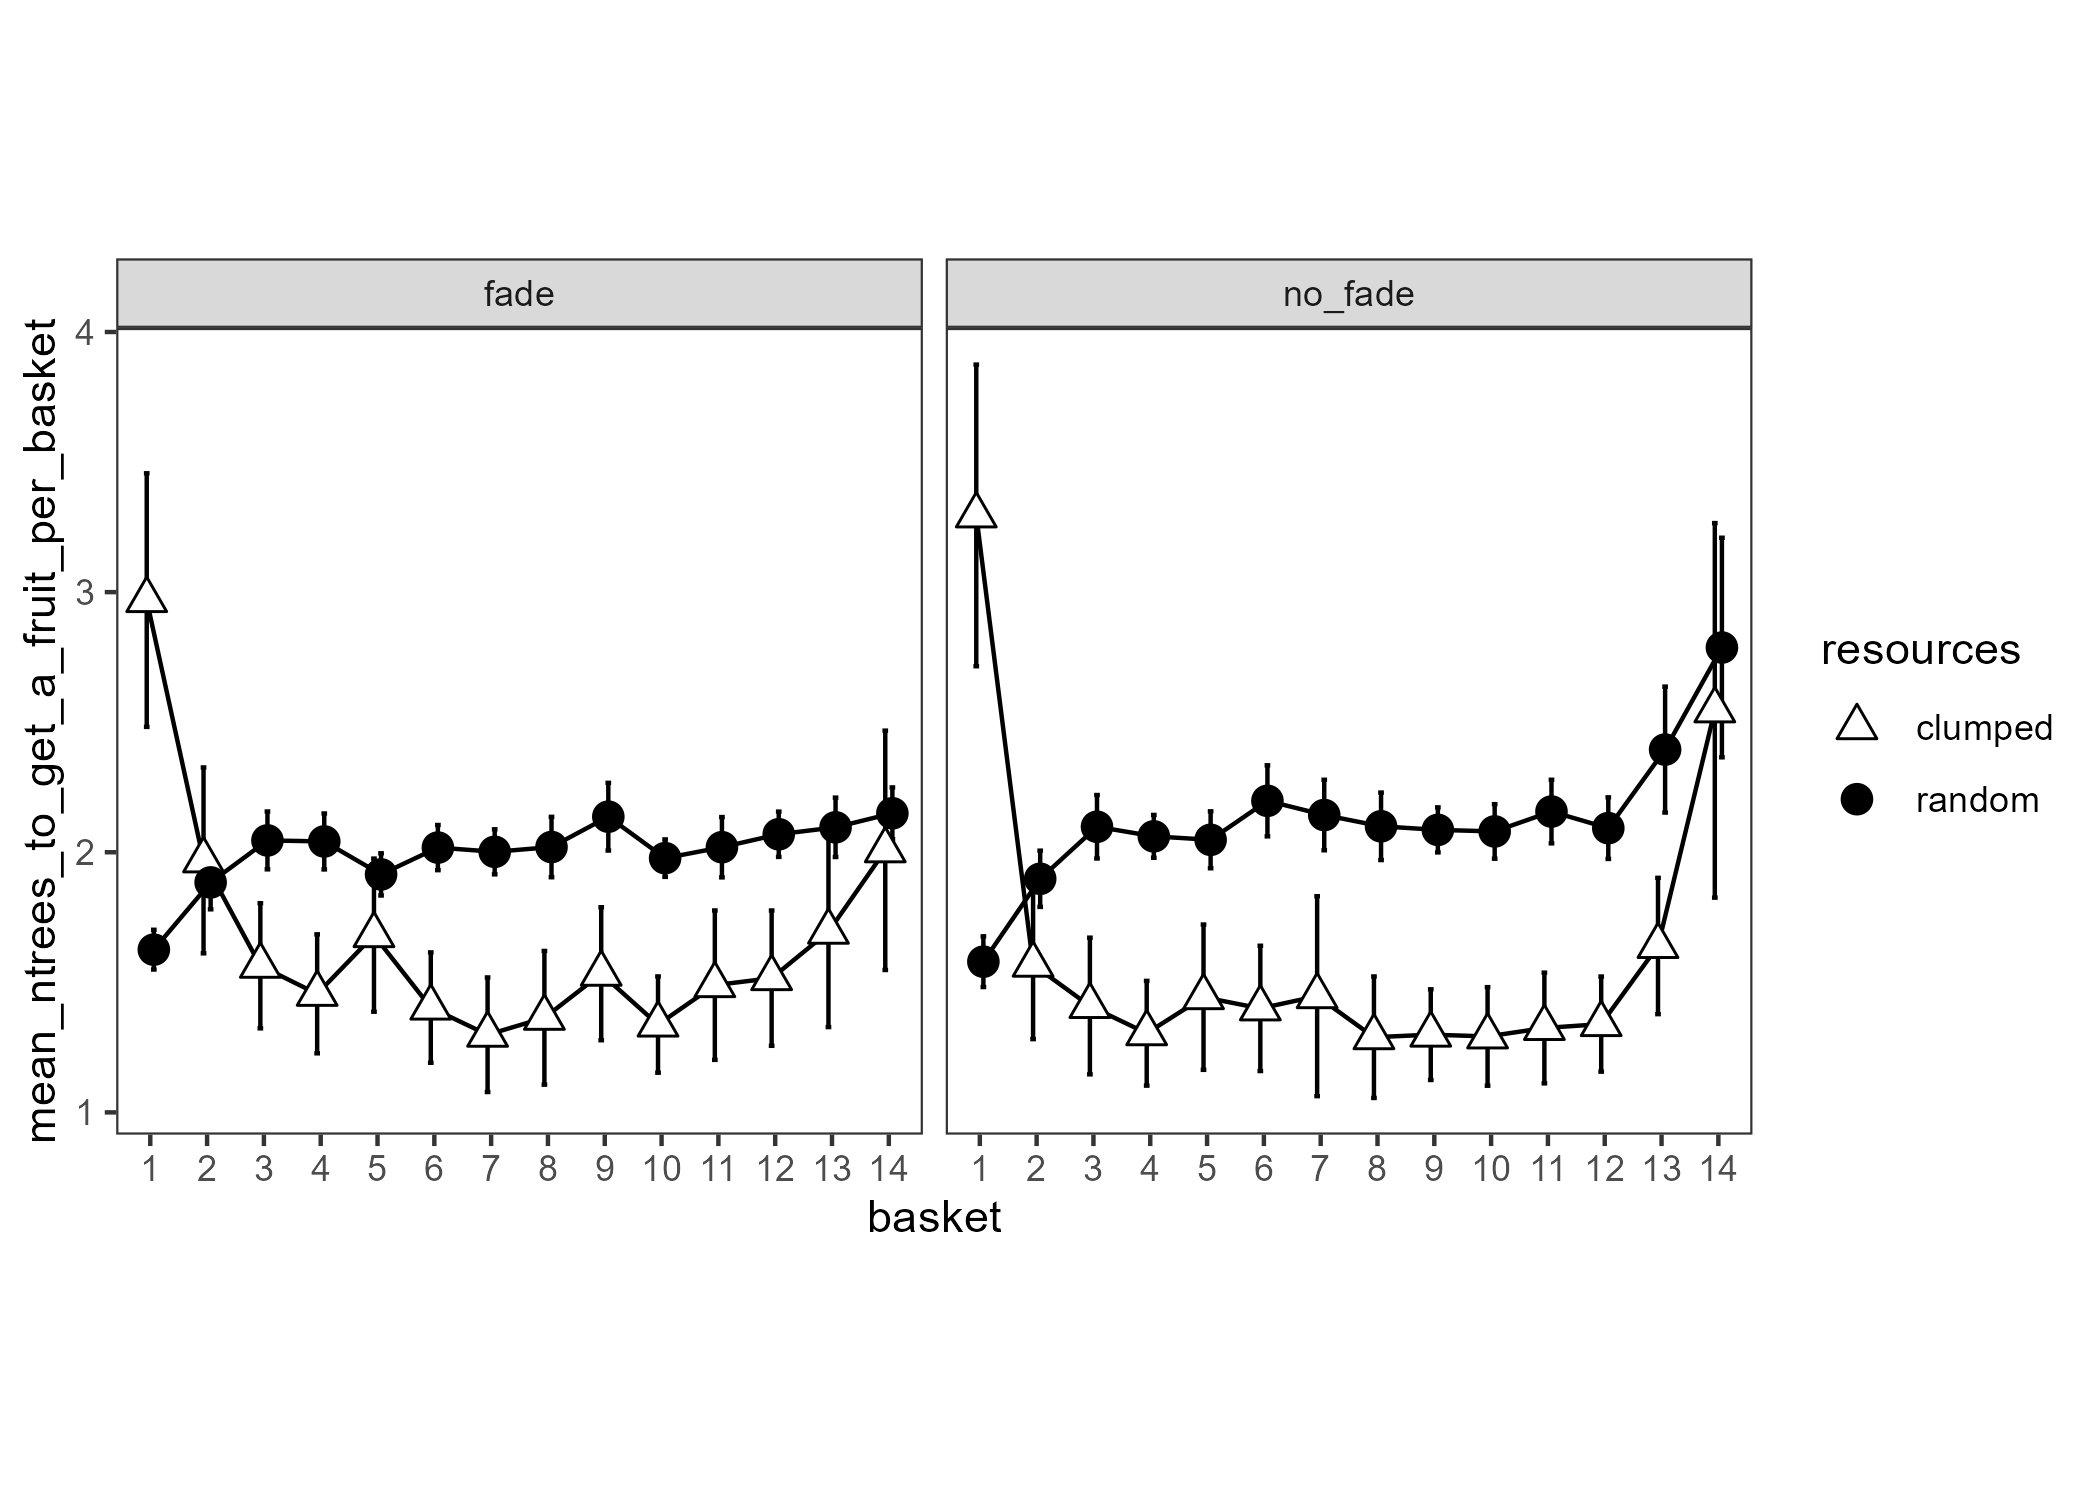 fade
no_fade
mean_ntrees_to_get_a_fruit_per_basket
4
3
2
1
1 2 3 4 5 6 7 8 9 10 11 12 13 14
1 2 3 4 5 6 7 8 9 10 11 12 13 14
basket
resources
clumped
random